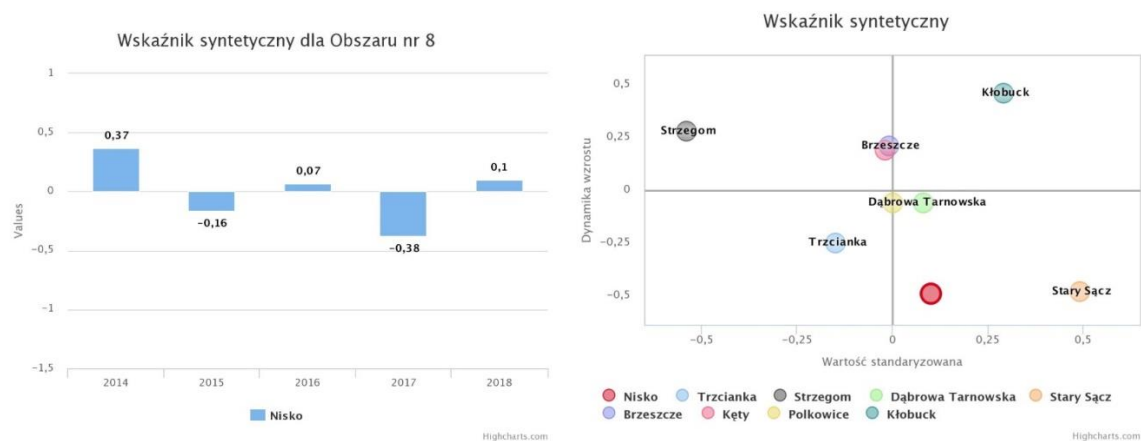 Wskaźnik syntetyczny dla Obszaru nr 8
1
0,5
0
−0,5
−1
−1,5
Values
0,37
−0,16
0,07
−0,38
0,1
2014 2015 2016 2017 2018
Nisko
Highcharts.com
Wskaźnik syntetyczny
0,5
0,25
0
−0,25
−0,5
Dynamika wzrostu
Kłobuck
Strzegom
Brzeszcze
Dąbrowa Tarnowska
Trzcianka
Stary Sącz
−0,5 −0,25 0 0,25 0,5
Wartość standaryzowana
Nisko Trzcianka Strzegom Dąbrowa Tarnowska Stary Sącz
Brzeszcze Kęty Polkowice Kłobuck
Highcharts.com